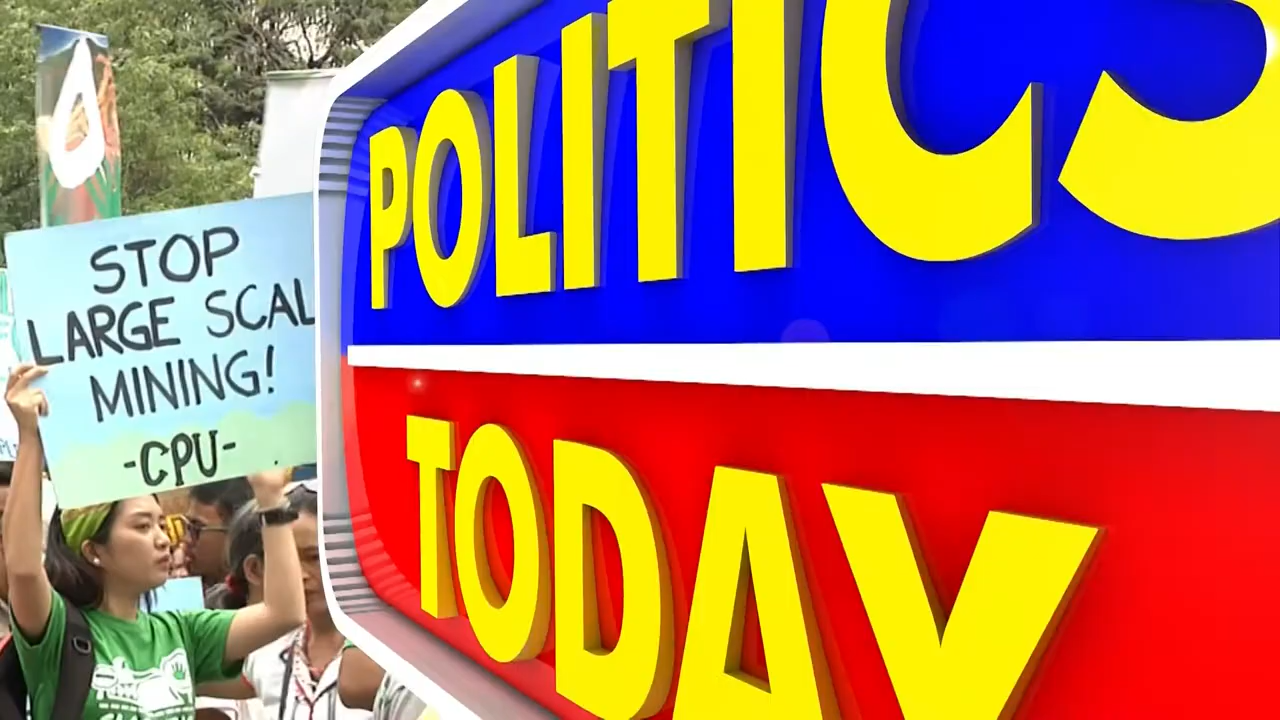 STOP
LARGE SCAL
MINING!
-CPU-
POLITICS
TODAY